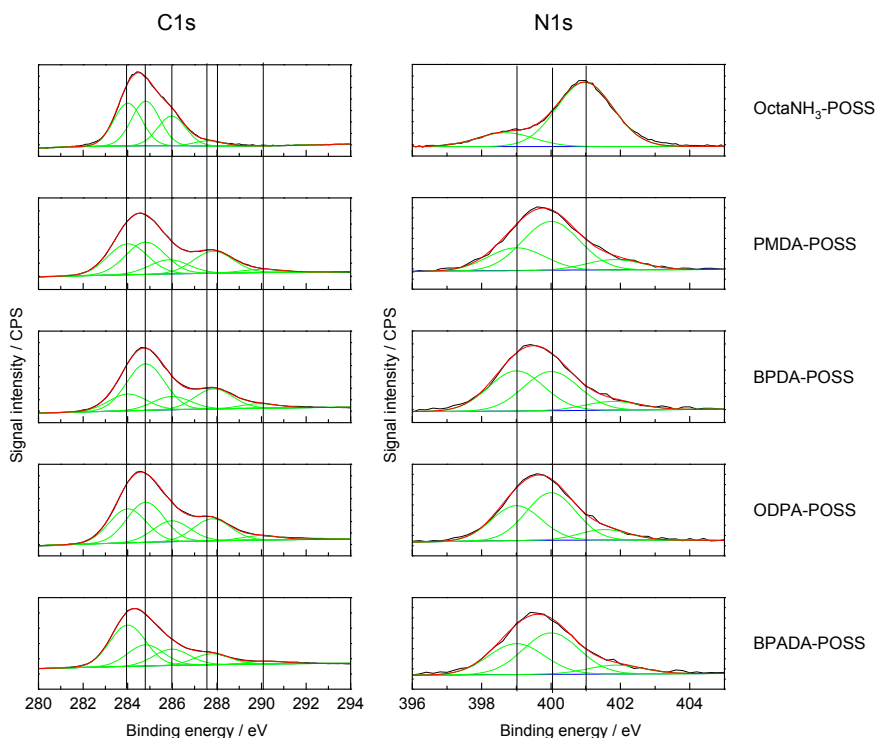 C1s
N1s
OctaNH3-POSS
PMDA-POSS
BPDA-POSS
ODPA-POSS
BPADA-POSS
Signal intensity / CPS
Signal intensity / CPS
280 282 284 286 288 290 292 294
396 398 400 402 404
Binding energy / eV
Binding energy / eV